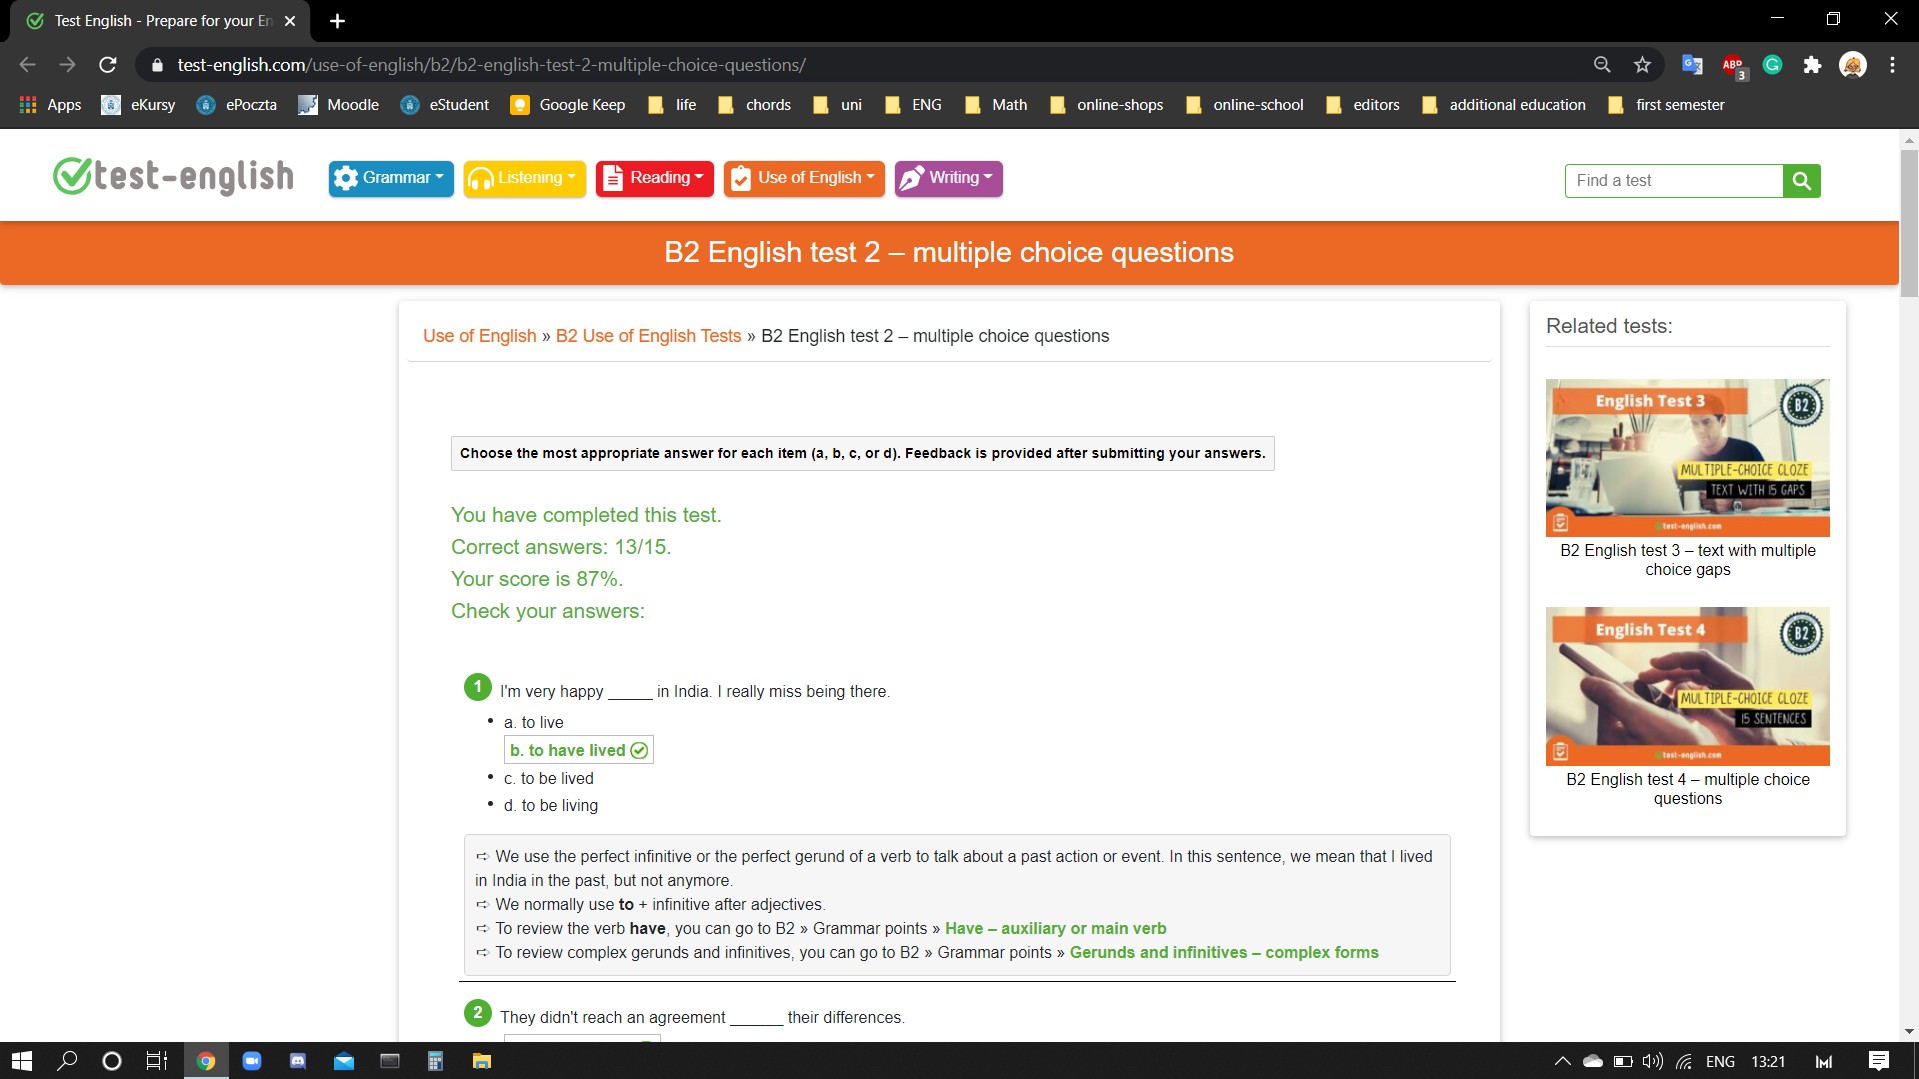 Test English - Prepare for your En
test-english.com/use-of-english/b2/b2-english-test-2-multiple-choice-questions/
ABP
3
Apps
eKursy
ePoczta
Moodle
eStudent
Google Keep
life
chords
uni
ENG
Math
online-shops
online-school
editors
additional education
first semester
test-english
Grammar
Listening
Reading
Use of English
Writing
Find a test
B2 English test 2 – multiple choice questions
Use of English » B2 Use of English Tests » B2 English test 2 – multiple choice questions
Choose the most appropriate answer for each item (a, b, c, or d). Feedback is provided after submitting your answers.
You have completed this test.
Correct answers: 13/15.
Your score is 87%.
Check your answers:
1 I'm very happy _____ in India. I really miss being there.
a. to live
b. to have lived
c. to be lived
d. to be living
⇨ We use the perfect infinitive or the perfect gerund of a verb to talk about a past action or event. In this sentence, we mean that I lived
in India in the past, but not anymore.
⇨ We normally use to + infinitive after adjectives.
⇨ To review the verb have, you can go to B2 » Grammar points » Have – auxiliary or main verb
⇨ To review complex gerunds and infinitives, you can go to B2 » Grammar points » Gerunds and infinitives – complex forms
2 They didn't reach an agreement ______ their differences.
Related tests:
English Test 3
B2
MULTIPLE-CHOICE CLOZE
TEXT WITH 15 GAPS
test-english.com
B2 English test 3 – text with multiple
choice gaps
English Test 4
B2
MULTIPLE-CHOICE CLOZE
15 SENTENCES
test-english.com
B2 English test 4 – multiple choice
questions
ENG
13:21